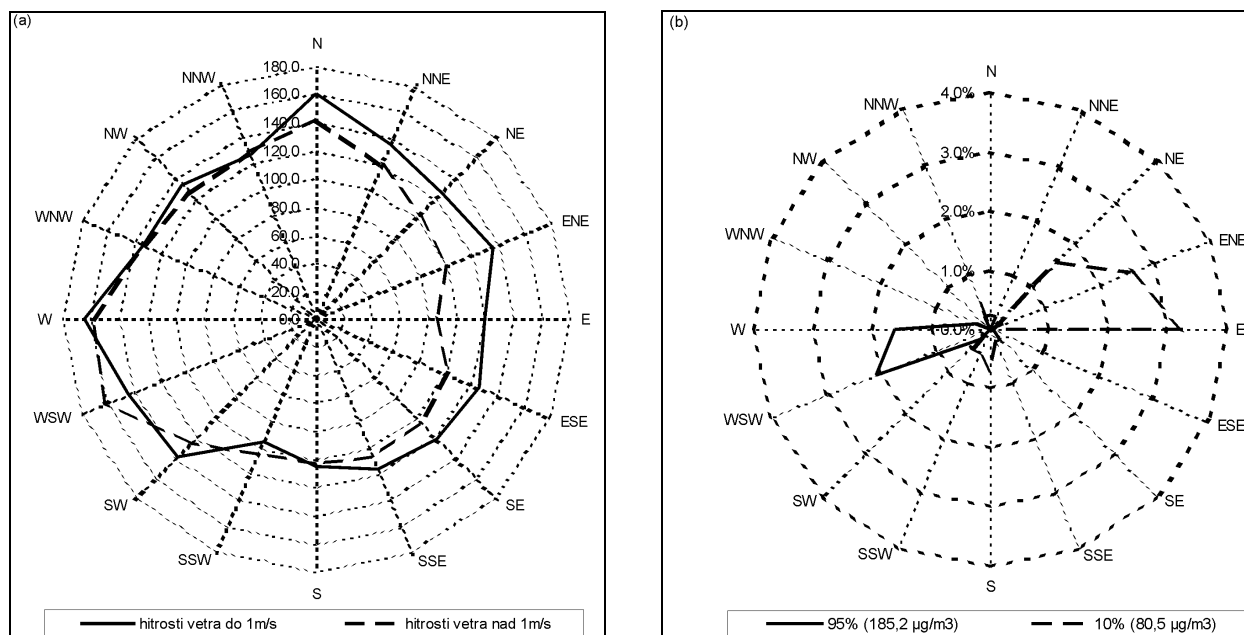 (a)
N
NNE
NE
ENE
E
ESE
SE
SSE
S
SSW
SW
WSW
W
WNW
NW
NNW
180.0
160.0
140.0
120.0
100.0
80.0
60.0
40.0
20.0
0.0
hitrosti vetra do 1m/s
hitrosti vetra nad 1m/s
(b)
N
NNE
NE
ENE
E
ESE
SE
SSE
S
SSW
SW
WSW
W
WNW
NW
NNW
4.0%
3.0%
2.0%
1.0%
0.0%
95% (185,2 µg/m3)
10% (80,5 µg/m3)